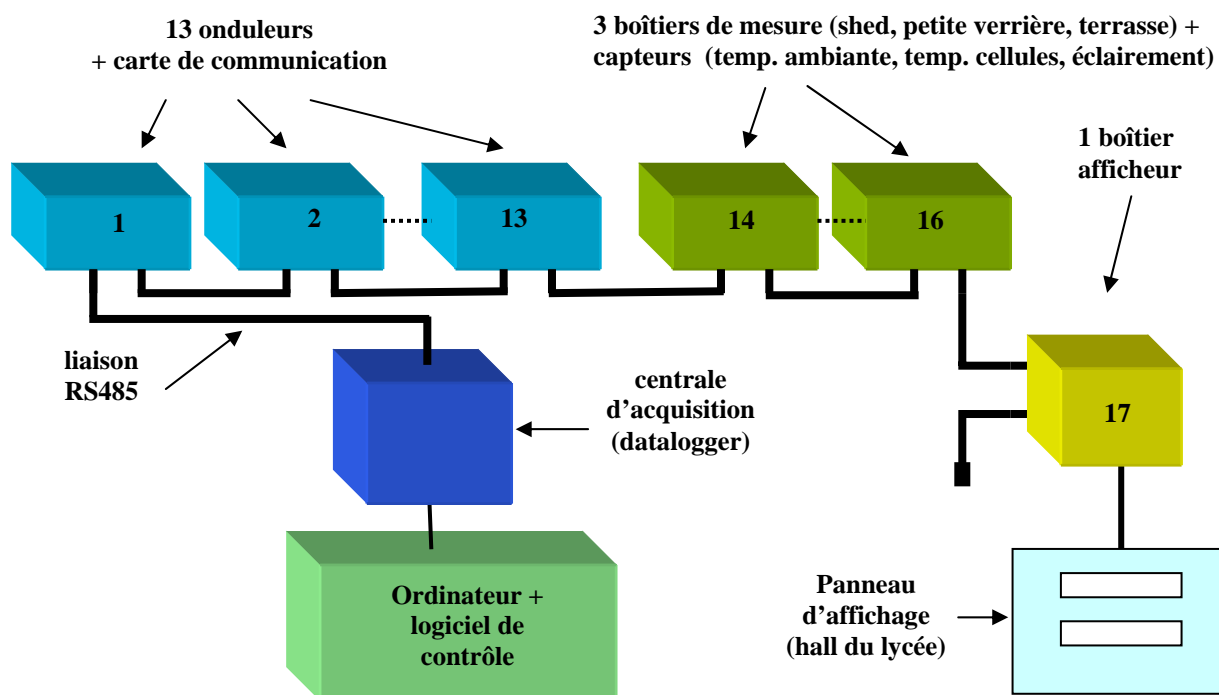 13 onduleurs
+ carte de communication
3 boîtiers de mesure (shed, petite verrière, terrasse) +
capteurs (temp. ambiante, temp. cellules, éclairement)
1 boîtier
afficheur
1
2
13
14
16
liaison
RS485
centrale
d’acquisition
(datalogger)
17
Ordinateur +
logiciel de
contrôle
Panneau
d’affichage
(hall du lycée)